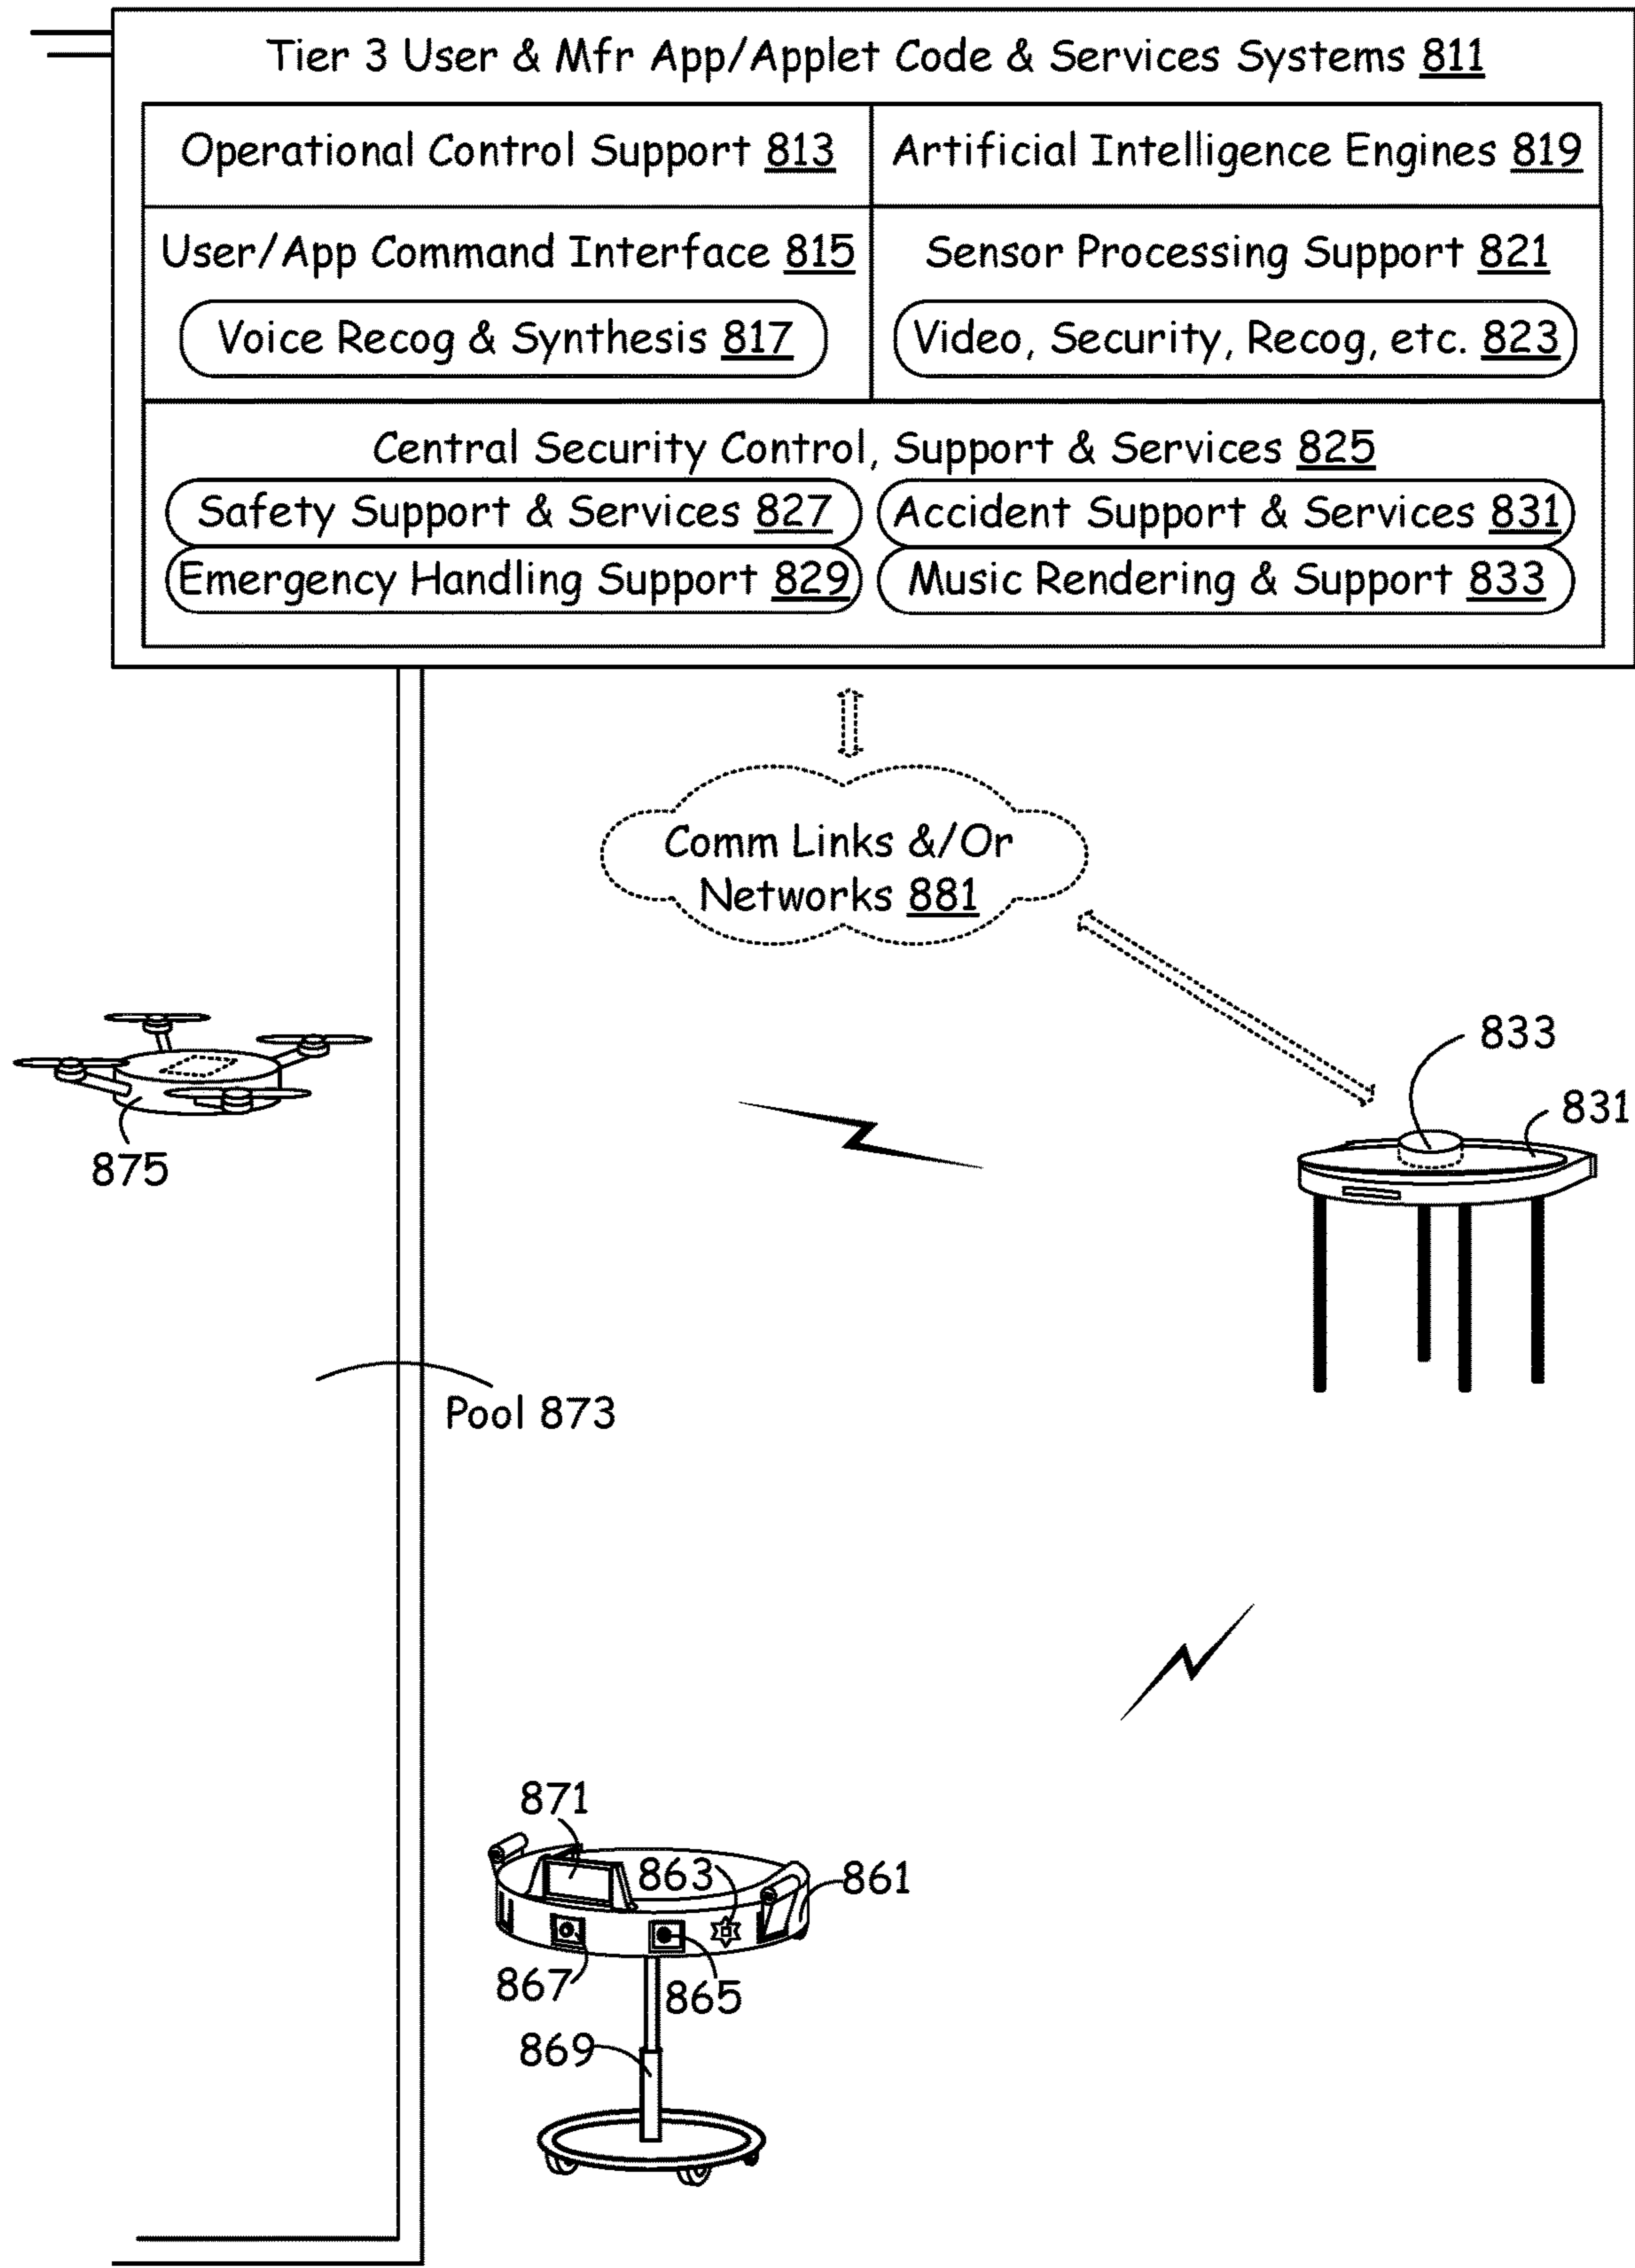 Tier 3 User & Mfr App/Applet Code & Services Systems 811
Operational Control Support 813
Artificial Intelligence Engines 819
User/App Command Interface 815
Sensor Processing Support 821
Voice Recog & Synthesis 817
Video, Security, Recog, etc. 823
Central Security Control, Support & Services 825
Safety Support & Services 827
Accident Support & Services 831
Emergency Handling Support 829
Music Rendering & Support 833
Comm Links &/Or
Networks 881
833
831
875
Pool 873
871
863
861
867
865
869